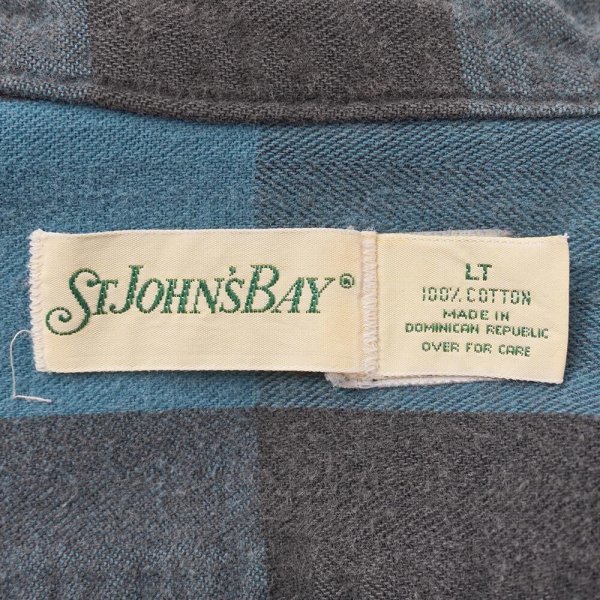 ST. JOHN'S BAY®
LT
100% COTTON
MADE IN
DOMINICAN REPUBLIC
OVER FOR CARE